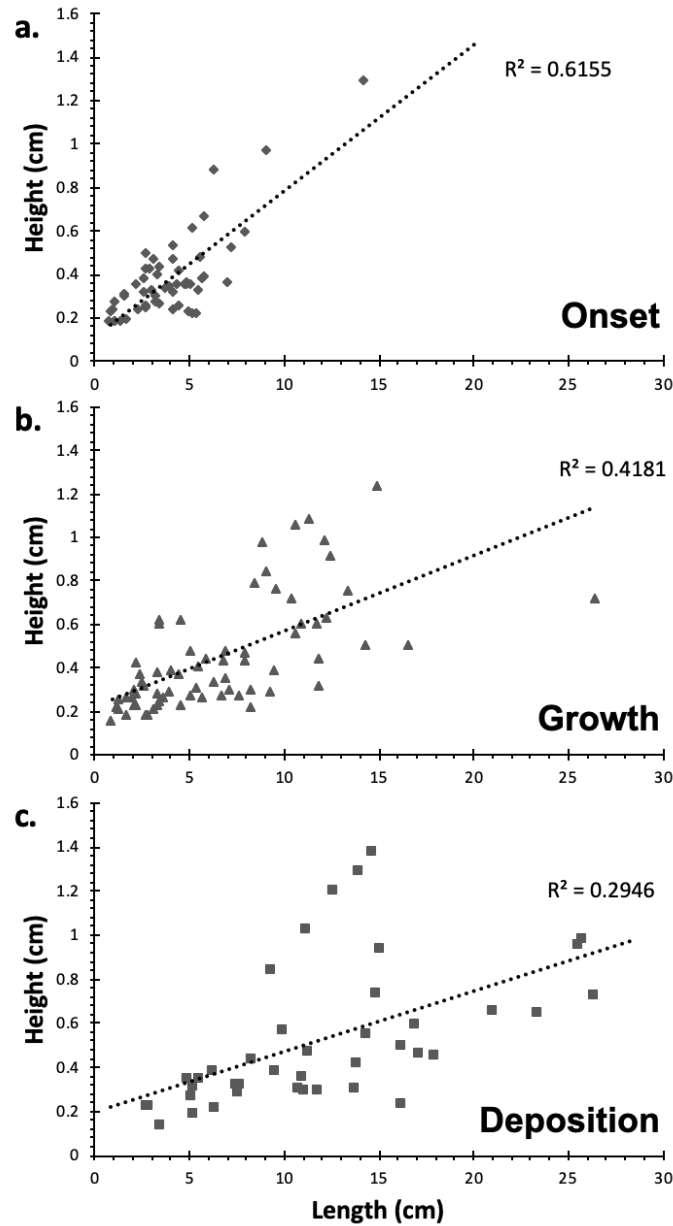 a.
1.6
1.4
1.2
1
0.8
0.6
0.4
0.2
0
Height (cm)
R² = 0.6155
Onset
0 5 10 15 20 25 30
b.
1.6
1.4
1.2
1
0.8
0.6
0.4
0.2
0
Height (cm)
R² = 0.4181
Growth
0 5 10 15 20 25 30
c.
1.6
1.4
1.2
1
0.8
0.6
0.4
0.2
0
Height (cm)
R² = 0.2946
Deposition
0 5 10 15 20 25 30
Length (cm)